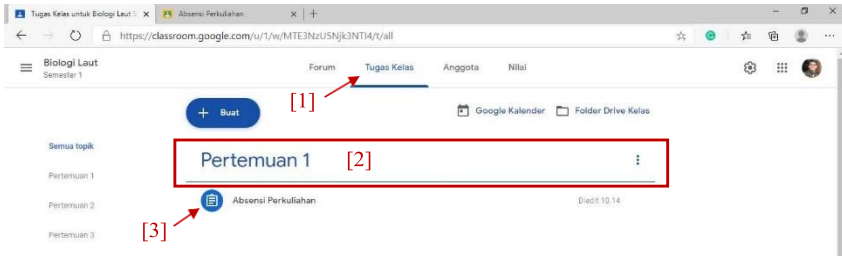 Tugas Kelas untuk Biologi Laut S
Absensi Perkuliahan
https://classroom.google.com/u/1/w/MTE3NzU5Njk3NTI4/t/all
Biologi Laut
Semester 1
Forum Tugas Kelas Anggota Nilai
[1]
+ Buat
Google Kalender Folder Drive Kelas
Semua topik
Pertemuan 1
Pertemuan 2
Pertemuan 3
Pertemuan 1 [2]
Absensi Perkuliahan Diedit 10.14
[3]